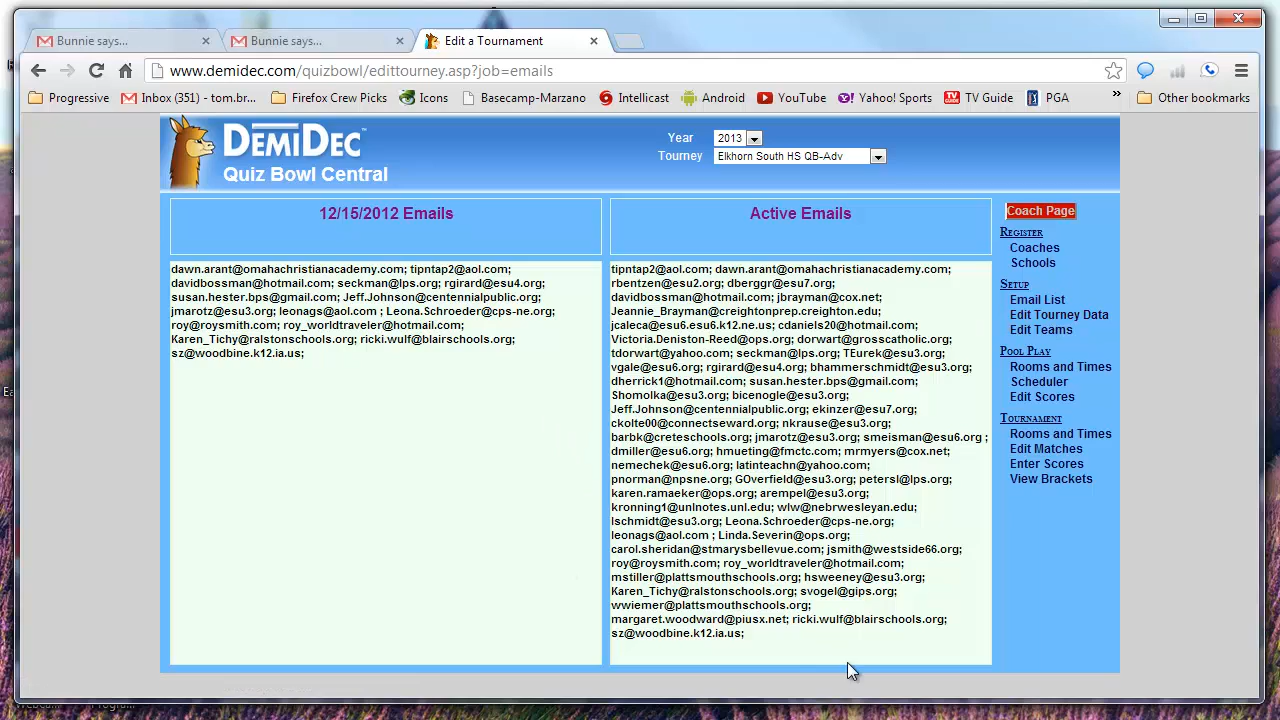 Bunnie says...
Bunnie says...
Edit a Tournament
www.demidec.com/quizbowl/edittourney.asp?job=emails
Progressive
Inbox (351) - tom.br...
Firefox Crew Picks
Icons
Basecamp-Marzano
Intellicast
Android
YouTube
Yahoo! Sports
TV Guide
PGA
»
Other bookmarks
DEMIDEC™
Quiz Bowl Central
Year 2013
Tourney Elkhorn South HS QB-Adv
12/15/2012 Emails
dawn.arant@omahachristianacademy.com; tipntap2@aol.com;
davidbossman@hotmail.com; seckman@lps.org; rgirard@esu4.org;
susan.hester.bps@gmail.com; Jeff.Johnson@centennialpublic.org;
jmarotz@esu3.org; leonags@aol.com ; Leona.Schroeder@cps-ne.org;
roy@roysmith.com; roy_worldtraveler@hotmail.com;
Karen_Tichy@ralstonschools.org; ricki.wulf@blairschools.org;
sz@woodbine.k12.ia.us;
Active Emails
tipntap2@aol.com; dawn.arant@omahachristianacademy.com;
rbentzen@esu2.org; dberggr@esu7.org;
davidbossman@hotmail.com; jbrayman@cox.net;
Jeannie_Brayman@creightonprep.creighton.edu;
jcaleca@esu6.esu6.k12.ne.us; cdaniels20@hotmail.com;
Victoria.Deniston-Reed@ops.org; dorwart@grosscatholic.org;
tdorwart@yahoo.com; seckman@lps.org; TEurek@esu3.org;
vgale@esu6.org; rgirard@esu4.org; bhammerschmidt@esu3.org;
dherrick1@hotmail.com; susan.hester.bps@gmail.com;
Shomolka@esu3.org; bicenogle@esu3.org;
Jeff.Johnson@centennialpublic.org; ekinzer@esu7.org;
ckolte00@connectseward.org; nkrause@esu3.org;
barbk@creteschools.org; jmarotz@esu3.org; smeisman@esu6.org ;
dmiller@esu6.org; hmueting@fmctc.com; mrmyers@cox.net;
nemechek@esu6.org; latinteachn@yahoo.com;
pnorman@npsne.org; GOverfield@esu3.org; petersl@lps.org;
karen.ramaeker@ops.org; arempel@esu3.org;
kronning1@unlnotes.unl.edu; wlw@nebrwesleyan.edu;
lschmidt@esu3.org; Leona.Schroeder@cps-ne.org;
leonags@aol.com ; Linda.Severin@ops.org;
carol.sheridan@stmarysbellevue.com; jsmith@westside66.org;
roy@roysmith.com; roy_worldtraveler@hotmail.com;
mstiller@plattsmouthschools.org; hsweeney@esu3.org;
Karen_Tichy@ralstonschools.org; svogel@gips.org;
wwiemer@plattsmouthschools.org;
margaret.woodward@piusx.net; ricki.wulf@blairschools.org;
sz@woodbine.k12.ia.us;
Coach Page
Register
Coaches
Schools
Setup
Email List
Edit Tourney Data
Edit Teams
Pool Play
Rooms and Times
Scheduler
Edit Scores
Tournament
Rooms and Times
Edit Matches
Enter Scores
View Brackets